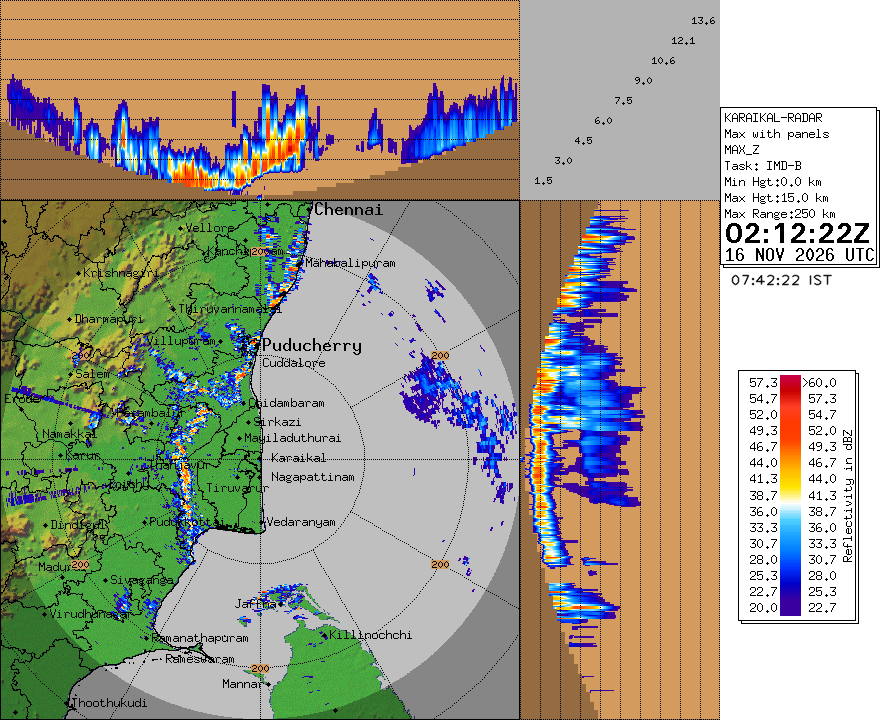 13.6
12.1
10.6
9.0
7.5
6.0
4.5
3.0
1.5
KARAIKAL-RADAR
Max with panels
MAX_Z
Task: IMD-B
Min Hgt:0.0 km
Max Hgt:15.0 km
Max Range:250 km
02:12:22Z
16 NOV 2026 UTC
07:42:22 IST
Chennai
Vellore
200
Mahabalipuram
Krishnagiri
Thiruvannamalai
Dharmapuri
Villupuram
Puducherry
200
200
Cuddalore
Salem
Erode
Perambalur
Chidambaram
Sirkazi
Namakkal
Mayiladuthurai
Karur
Karaikal
Nagapattinam
Tiruvarur
Pudukkottai
Vedaranyam
Dindigul
Madurai
200
200
Sivaganga
Jaffna
Virudhunagar
Ramanathapuram
Killinochchi
Rameswaram
200
Mannar
Thoothukudi
57.3 >60.0
54.7 57.3
52.0 54.7
49.3 52.0
46.7 49.3
44.0 46.7
41.3 44.0
38.7 41.3
36.0 38.7
33.3 36.0
30.7 33.3
28.0 30.7
25.3 28.0
22.7 25.3
20.0 22.7
Reflectivity in dBZ